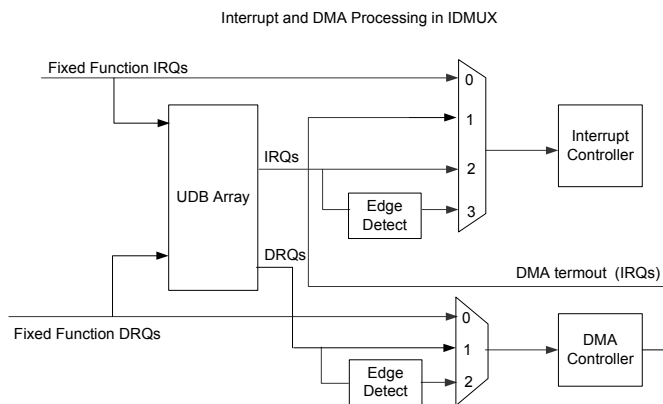 Interrupt and DMA Processing in IDMUX
Fixed Function IRQs
0
1
2
3
Interrupt
Controller
UDB Array
IRQs
Edge
Detect
DRQs
DMA termout (IRQs)
Fixed Function DRQs
0
1
2
DMA
Controller
Edge
Detect